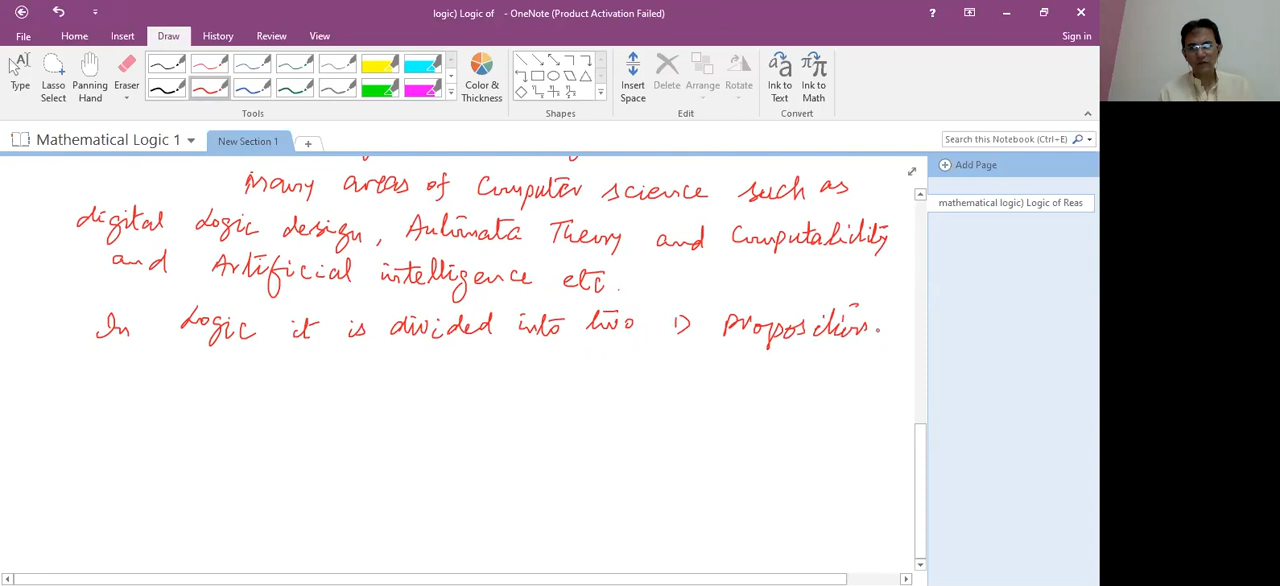 logic) Logic of - OneNote (Product Activation Failed)
?
File Home Insert Draw History Review View Sign in
Type
Lasso Select
Panning Hand
Eraser
Color & Thickness
Insert Space
Delete
Arrange
Rotate
Ink to Text
Ink to Math
Tools Shapes Edit Convert
Mathematical Logic 1 New Section 1 + Search this Notebook (Ctrl+E)
Add Page
mathematical logic) Logic of Reas
Many areas of Computer science such as
digital Logic design, Automata Theory and Computability
and Artificial intelligence etc.
In Logic it is divided into two 1) proposition.